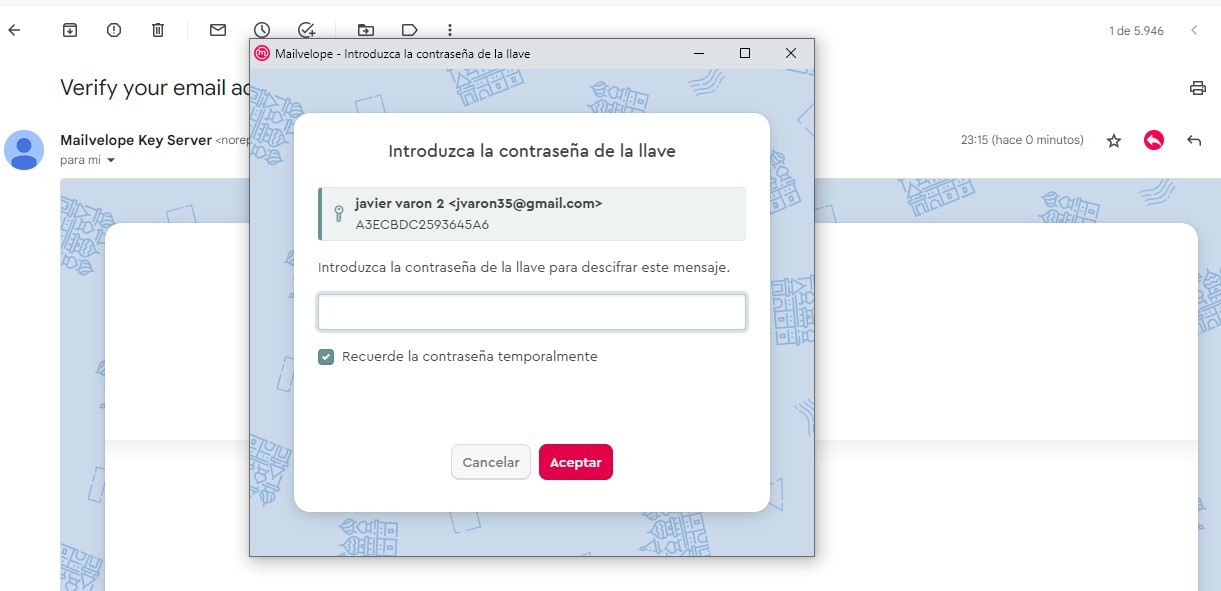 1 de 5.946
Mailvelope - Introduzca la contraseña de la llave
Verify your email
Introduzca la contraseña de la llave
Mailvelope Key Server
23:15 (hace 0 minutos)
para mí
javier varon 2 <jvaron35@gmail.com>
A3ECBDC2593645A6
Introduzca la contraseña de la llave para descifrar este mensaje.
Recuerde la contraseña temporalmente
Cancelar
Aceptar